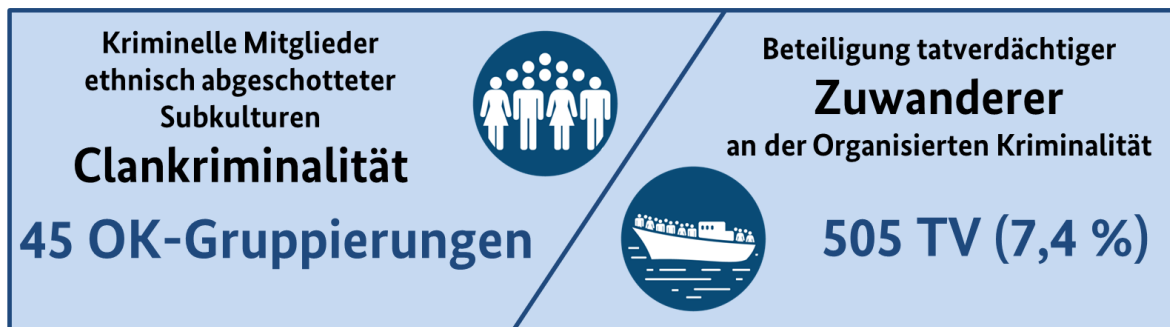 Kriminelle Mitglieder
ethnisch abgeschotteter
Subkulturen
Clankriminalität
45 OK-Gruppierungen
Beteiligung tatverdächtiger
Zuwanderer
an der Organisierten Kriminalität
505 TV (7,4 %)